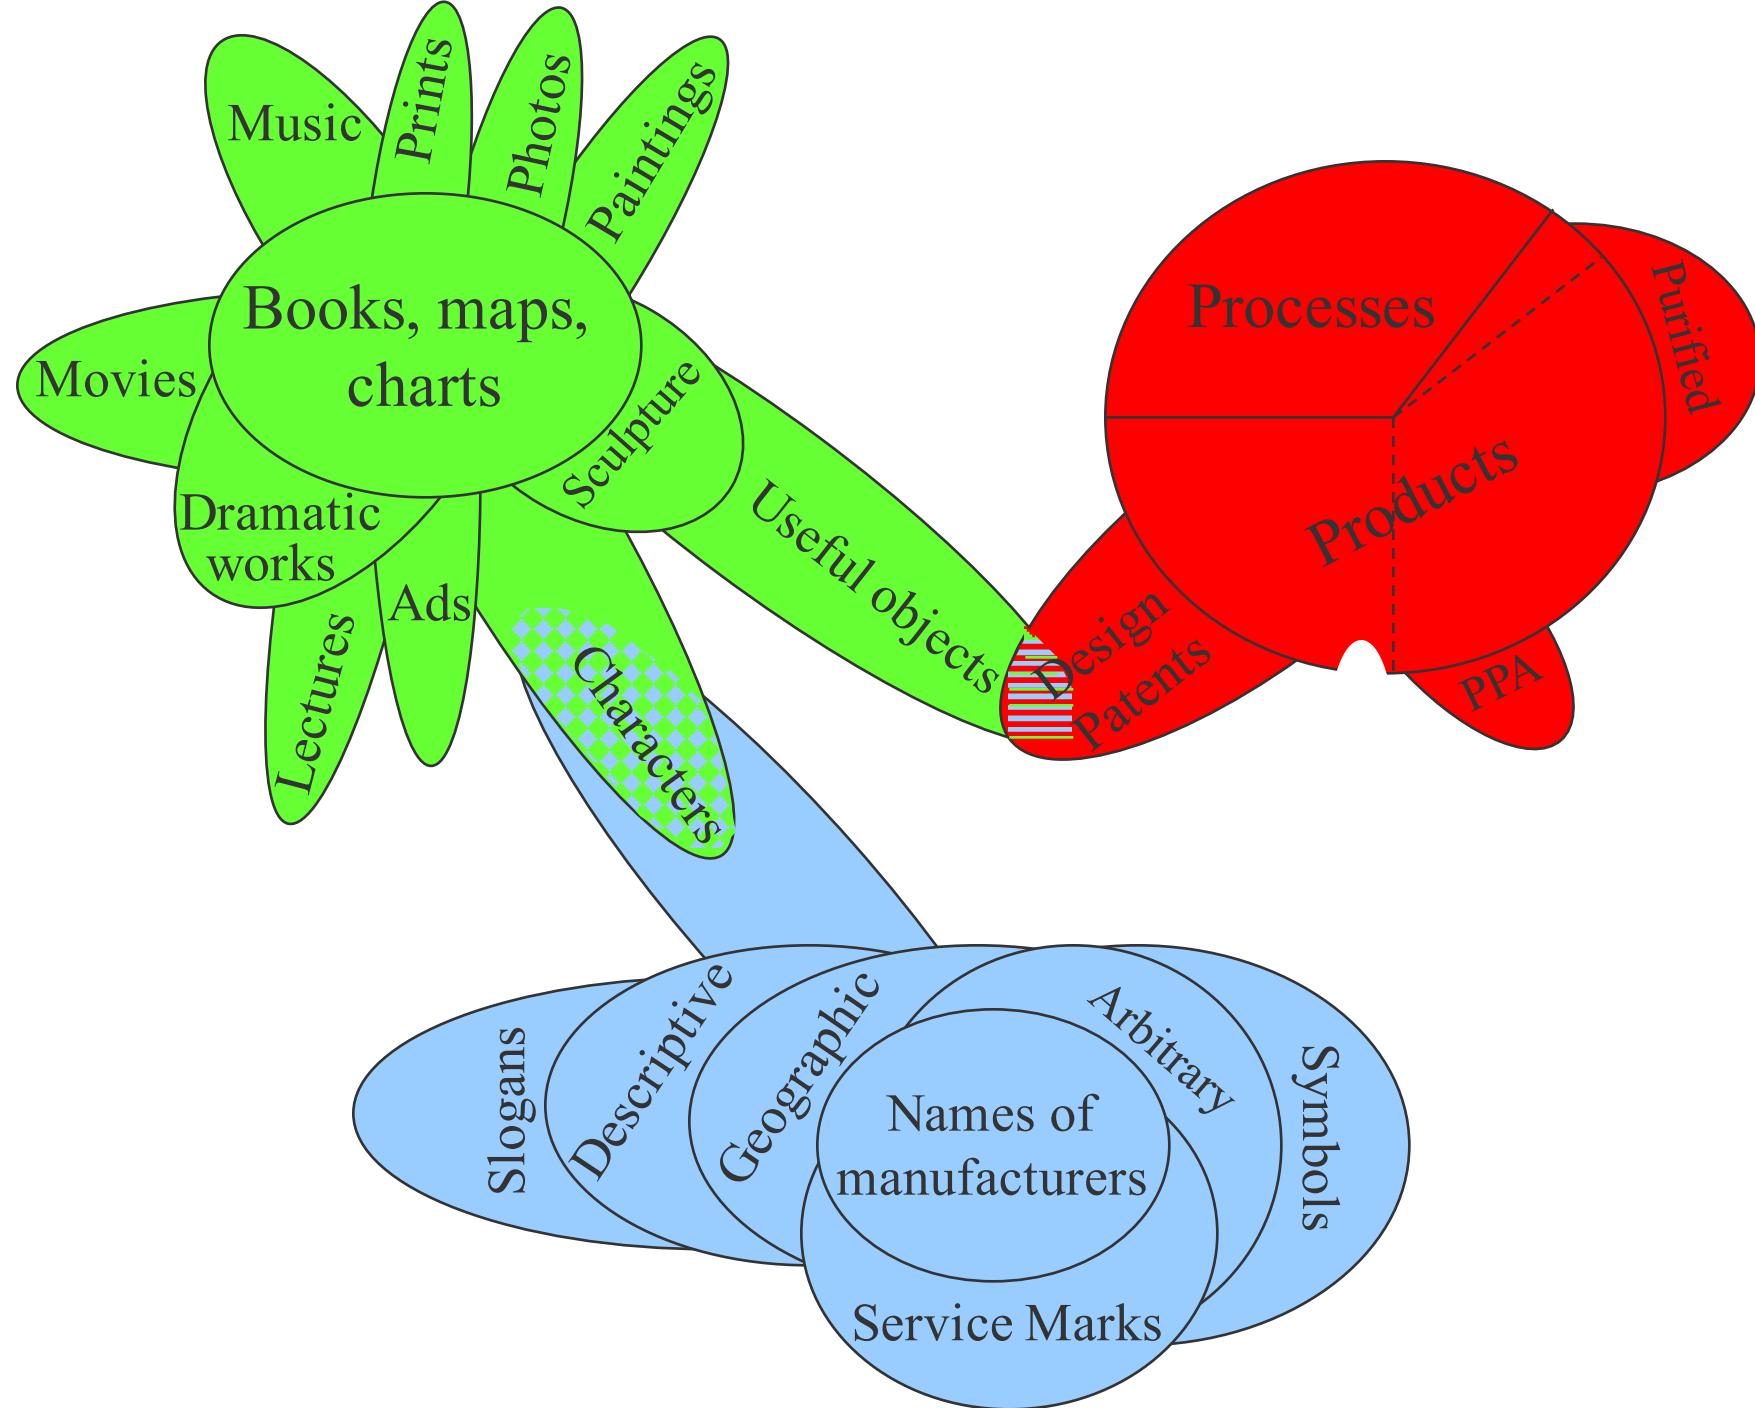 Music
Prints
Photos
Paintings
Books, maps,
charts
Movies
Sculpture
Dramatic
works
Ads
Lectures
Useful objects
Characters
Processes
Purified
Products
Design
Patents
PPA
Slogans
Descriptive
Geographic
Arbitrary
Symbols
Names of
manufacturers
Service Marks